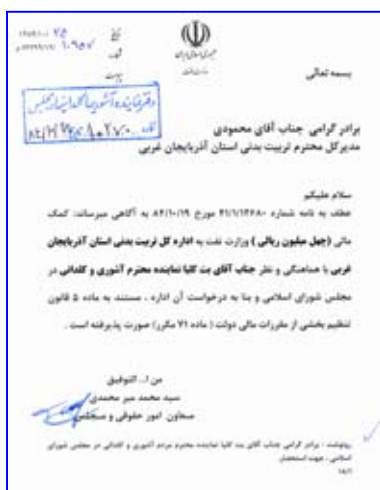 بسمه تعالی
برادر گرامی جناب آقای محمودی
مدیرکل محترم تربیت بدنی استان آذربایجان غربی
سلام علیکم
عطف به نامه شماره ۴۱/۱/۱۴۶۸۰ مورخ ۸۴/۱۰/۱۹ به آگاهی میرساند: کمک
مالی (چهل میلیون ریالی) وزارت نفت به اداره کل تربیت بدنی استان آذربایجان
غربی با هماهنگی و نظر جناب آقای بت کلیا نماینده محترم آشوری و کلدانی در
مجلس شورای اسلامی و بنا به درخواست آن اداره ، مستند به ماده ۵ قانون
تنظیم بخشی از مقررات مالی دولت ( ماده ۷۱ مکرر) صورت پذیرفته است .
من ا... التوفیق
سید محمد میر محمدی
معاون امور حقوقی و مجلس
رونوشت : برادر گرامی جناب آقای بت کلیا نماینده محترم مردم آشوری و کلدانی در مجلس شورای
اسلامی ، جهت استحضار.